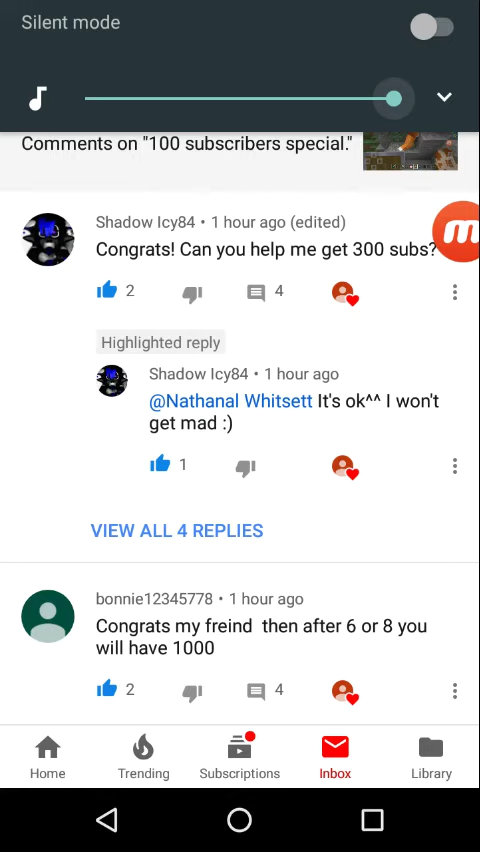 Silent mode
Comments on "100 subscribers special."
Shadow Icy84 • 1 hour ago (edited)
Congrats! Can you help me get 300 subs?
2
4
Highlighted reply
Shadow Icy84 • 1 hour ago
@Nathanal Whitsett It's ok^^ I won't
get mad :)
1
VIEW ALL 4 REPLIES
bonnie12345778 • 1 hour ago
Congrats my freind  then after 6 or 8 you
will have 1000
2
4
Home
Trending
Subscriptions
Inbox
Library